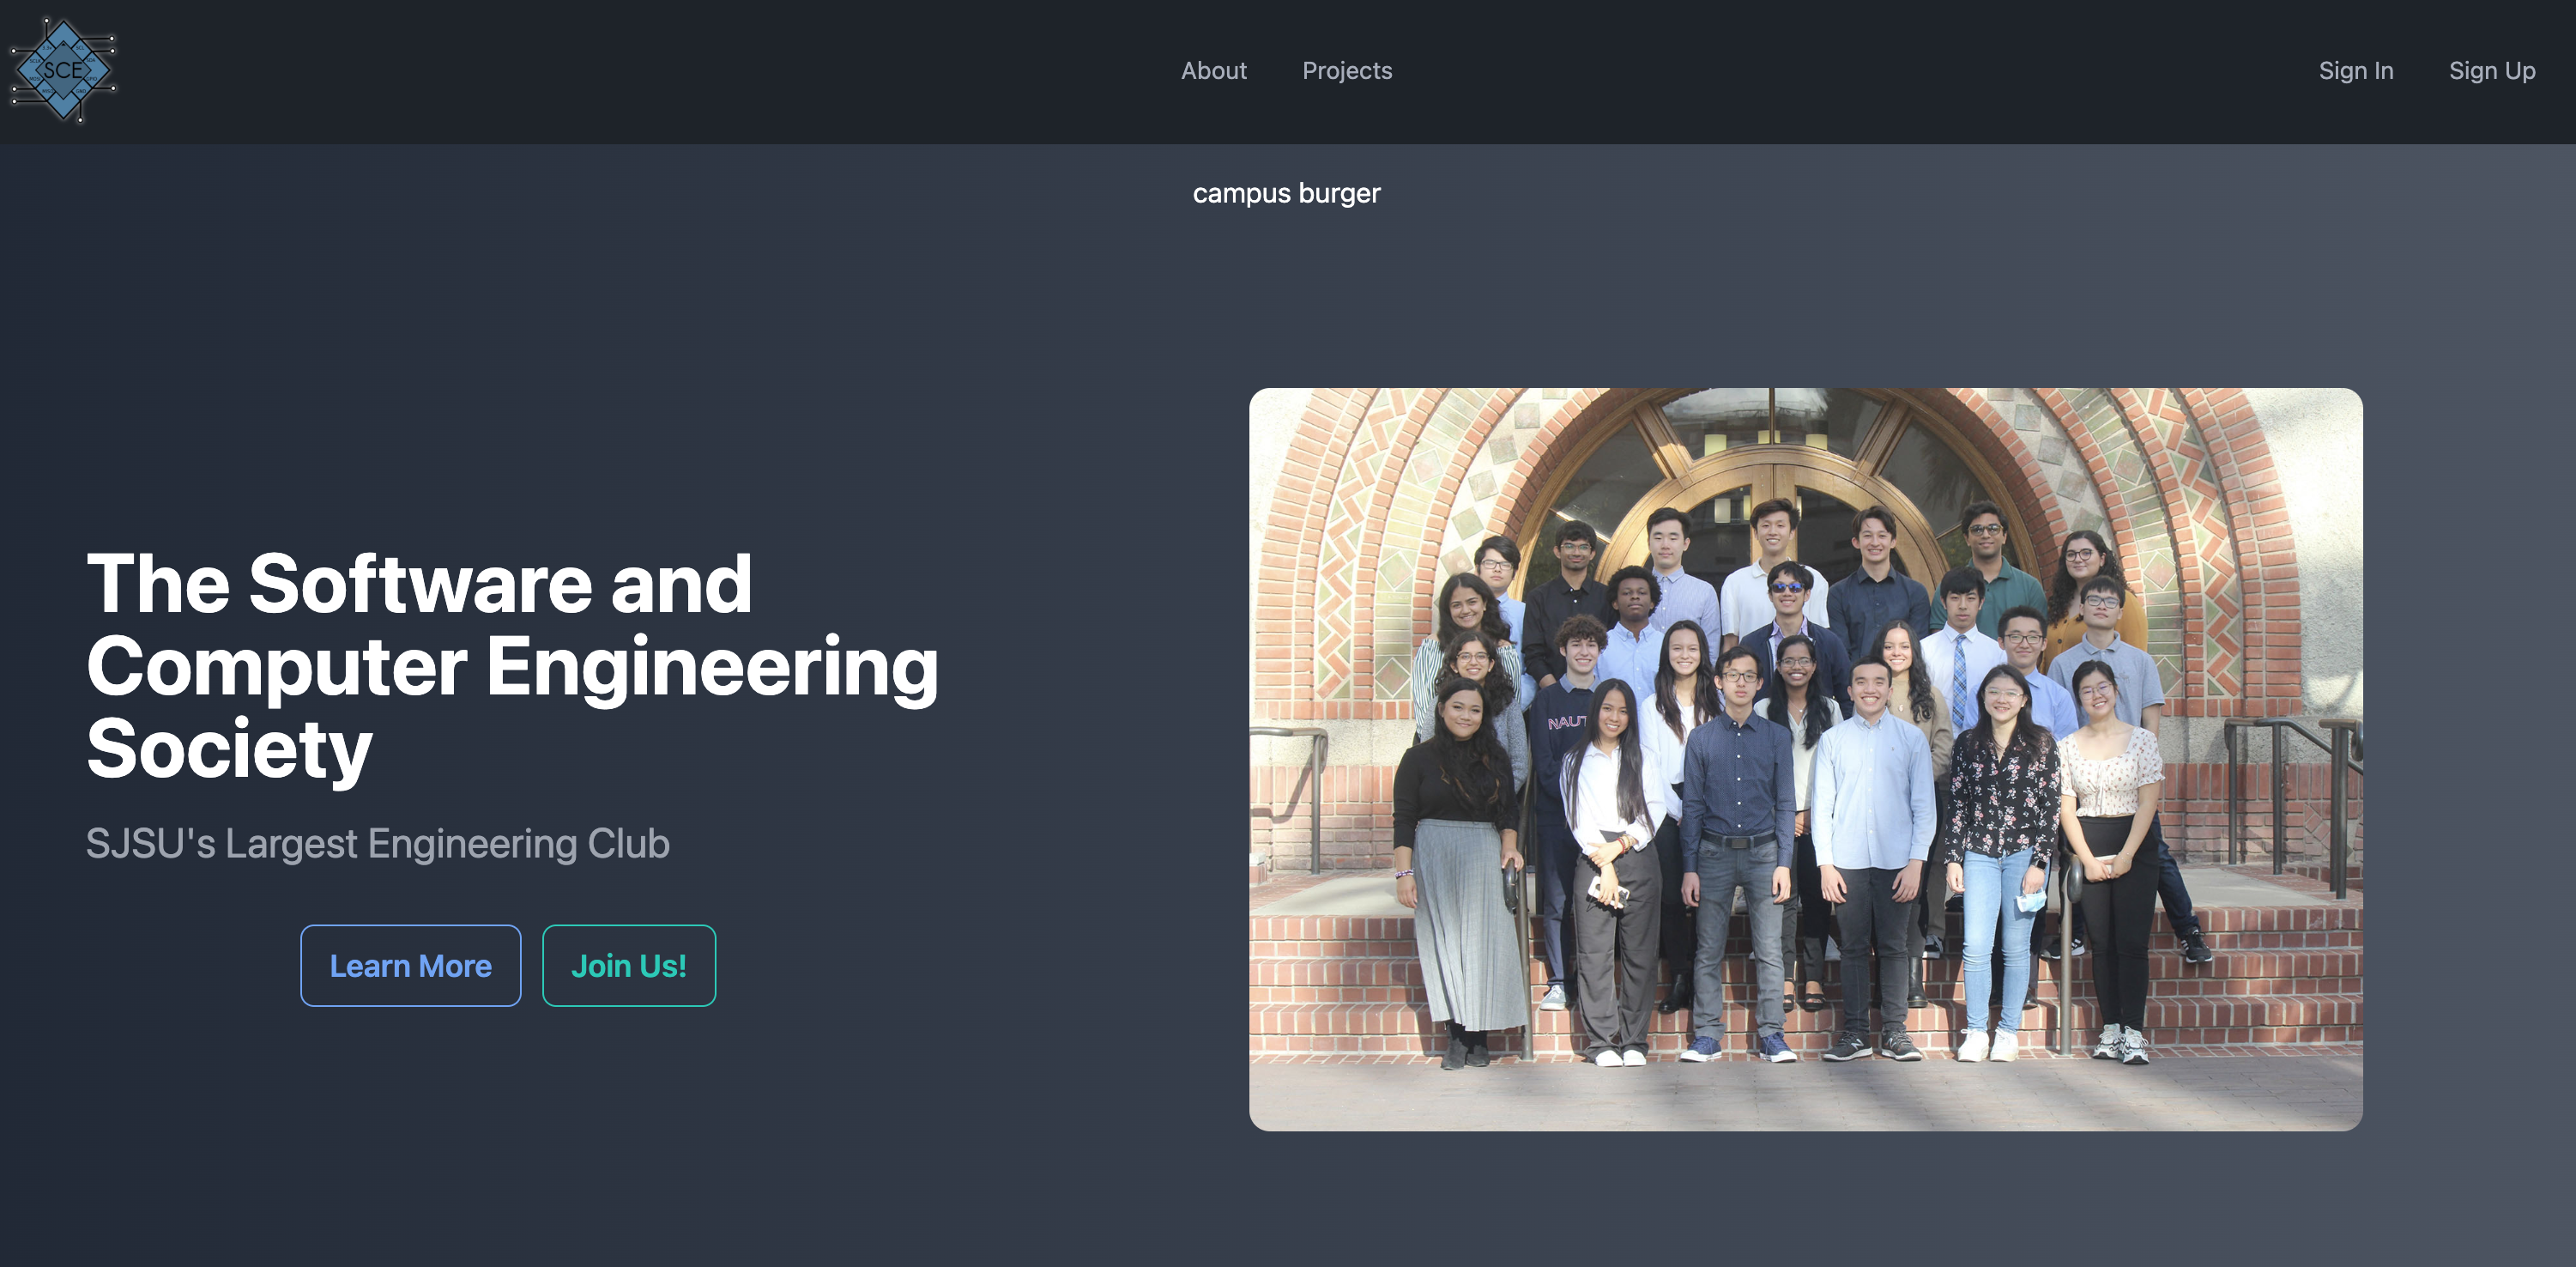 SCE
About Projects Sign In Sign Up
campus burger
The Software and
Computer Engineering
Society
SJSU's Largest Engineering Club
Learn More Join Us!
NAUT